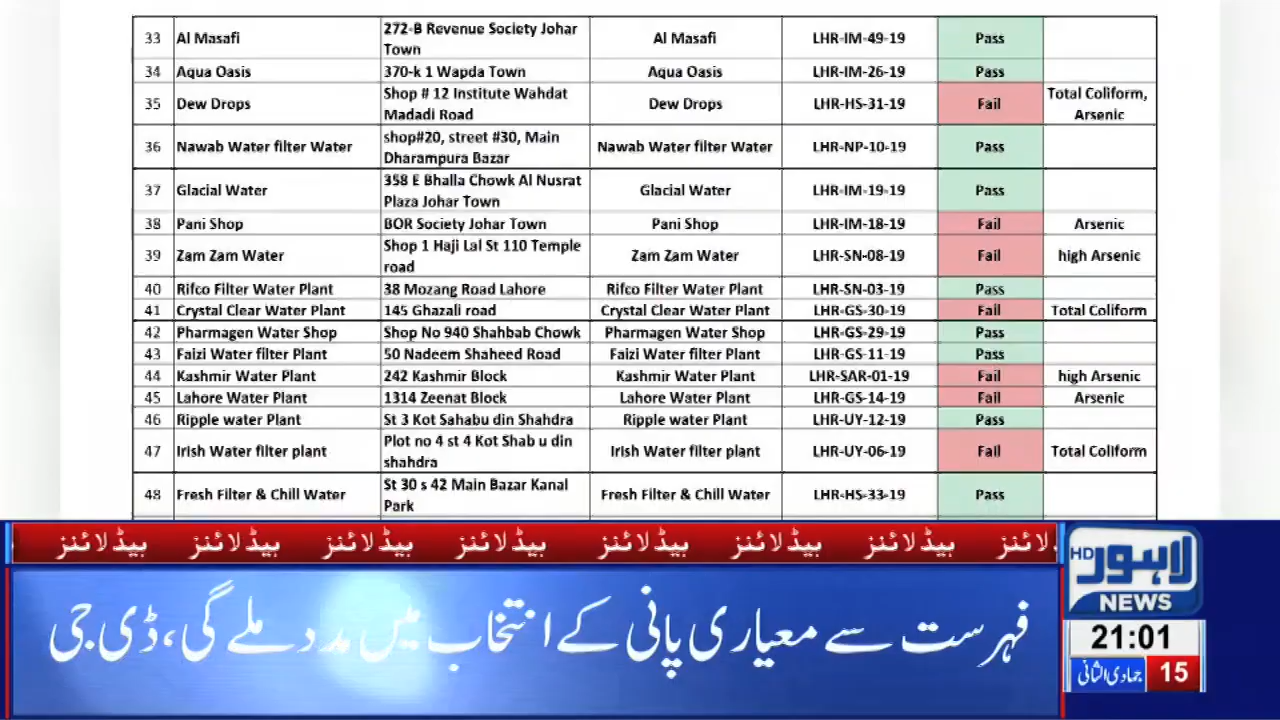 33 Al Masafi 272-B Revenue Society Johar Town Al Masafi LHR-IM-49-19 Pass
34 Aqua Oasis 370-k 1 Wapda Town Aqua Oasis LHR-IM-26-19 Pass
35 Dew Drops Shop # 12 Institute Wahdat Madadi Road Dew Drops LHR-HS-31-19 Fail Total Coliform, Arsenic
36 Nawab Water filter Water shop#20, street #30, Main Dharampura Bazar Nawab Water filter Water LHR-NP-10-19 Pass
37 Glacial Water 358 E Bhalla Chowk Al Nusrat Plaza Johar Town Glacial Water LHR-IM-19-19 Pass
38 Pani Shop BOR Society Johar Town Pani Shop LHR-IM-18-19 Fail Arsenic
39 Zam Zam Water Shop 1 Haji Lal St 110 Temple road Zam Zam Water LHR-SN-08-19 Fail high Arsenic
40 Rifco Filter Water Plant 38 Mozang Road Lahore Rifco Filter Water Plant LHR-SN-03-19 Pass
41 Crystal Clear Water Plant 145 Ghazali road Crystal Clear Water Plant LHR-GS-30-19 Fail Total Coliform
42 Pharmagen Water Shop Shop No 940 Shahbab Chowk Pharmagen Water Shop LHR-GS-29-19 Pass
43 Faizi Water filter Plant 50 Nadeem Shaheed Road Faizi Water filter Plant LHR-GS-11-19 Pass
44 Kashmir Water Plant 242 Kashmir Block Kashmir Water Plant LHR-SAR-01-19 Fail high Arsenic
45 Lahore Water Plant 1314 Zeenat Block Lahore Water Plant LHR-GS-14-19 Fail Arsenic
46 Ripple water Plant St 3 Kot Sahabu din Shahdra Ripple water Plant LHR-UY-12-19 Pass
47 Irish Water filter plant Plot no 4 st 4 Kot Shab u din shahdra Irish Water filter plant LHR-UY-06-19 Fail Total Coliform
48 Fresh Filter & Chill Water St 30 s 42 Main Bazar Kanal Park Fresh Filter & Chill Water LHR-HS-33-19 Pass
ہیڈلائنز ہیڈلائنز ہیڈلائنز ہیڈلائنز ہیڈلائنز ہیڈلائنز ہیڈلائنز ہیڈلائنز
فہرست سے معیاری پانی کے انتخاب میں مدد ملے گی، ڈی جی
لاہور HD
NEWS
21:01
15 جمادی الثانی